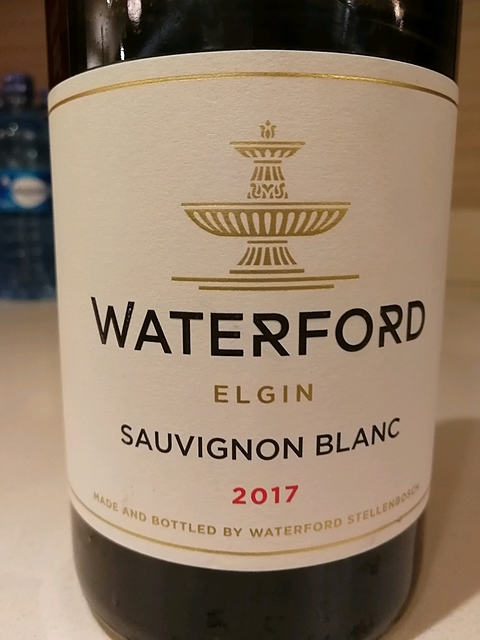 WATERFORD
ELGIN
SAUVIGNON BLANC
2017
MADE AND BOTTLED BY WATERFORD STELLENBOSCH